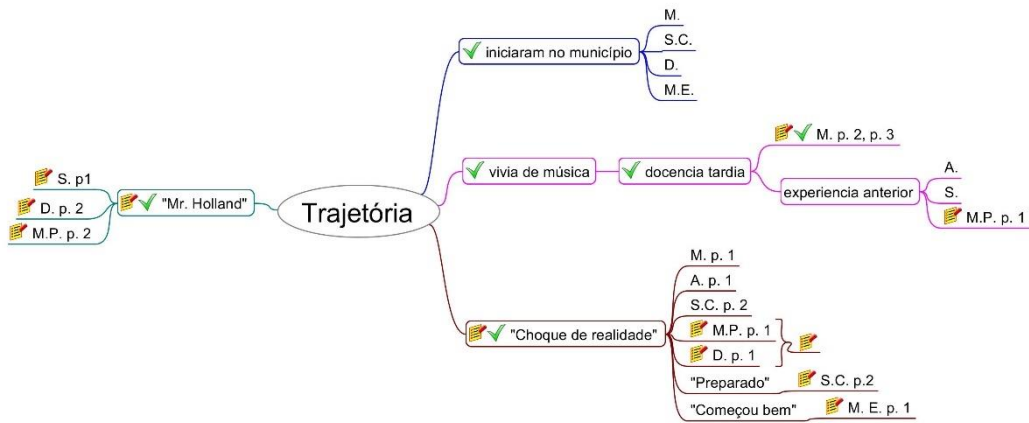 Trajetória
"Mr. Holland"
S. p1
D. p. 2
M.P. p. 2
iniciaram no município
M.
S.C.
D.
M.E.
vivia de música
docencia tardia
M. p. 2, p. 3
experiencia anterior
A.
S.
M.P. p. 1
"Choque de realidade"
M. p. 1
A. p. 1
S.C. p. 2
M.P. p. 1
D. p. 1
"Preparado"
S.C. p.2
"Começou bem"
M. E. p. 1